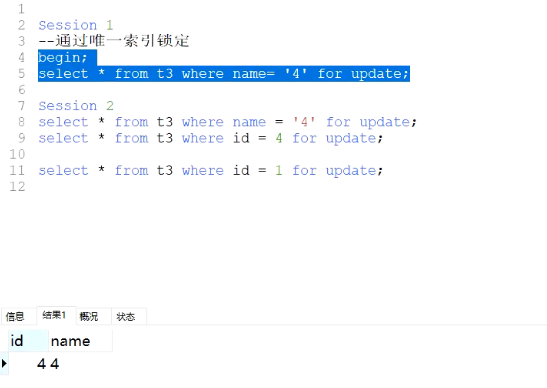 1
2 Session 1
3 --通过唯一索引锁定
4 begin;
5 select * from t3 where name= '4' for update;
6
7 Session 2
8 select * from t3 where name = '4' for update;
9 select * from t3 where id = 4 for update;
10
11 select * from t3 where id = 1 for update;
12
信息 结果1 概况 状态
id name
4 4